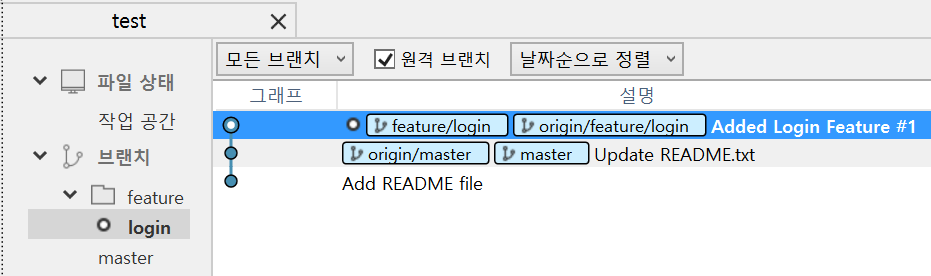 test
파일 상태
작업 공간
브랜치
feature
login
master
모든 브랜치 원격 브랜치 날짜순으로 정렬
그래프 설명
feature/login origin/feature/login Added Login Feature #1
origin/master master Update README.txt
Add README file